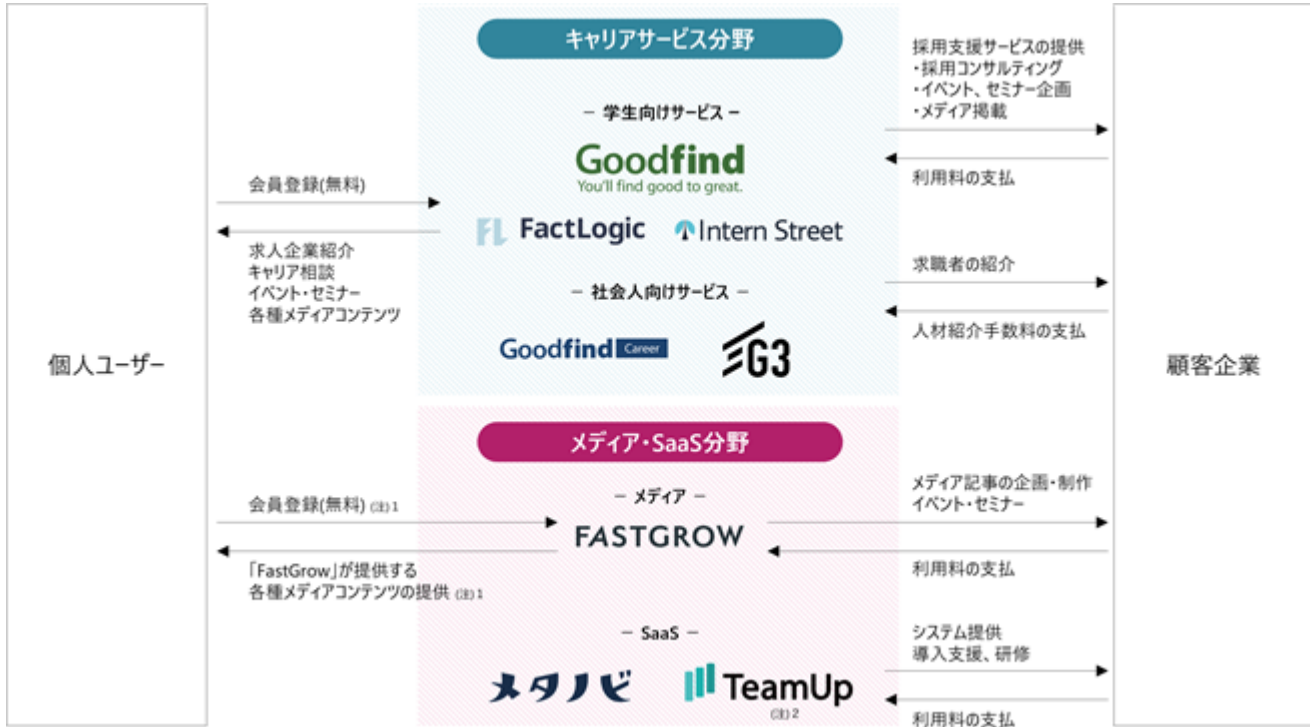 個人ユーザー
会員登録(無料)
求人企業紹介
キャリア相談
イベント・セミナー
各種メディアコンテンツ
会員登録(無料) (注)1
「FastGrow」が提供する
各種メディアコンテンツの提供 (注)1
キャリアサービス分野
― 学生向けサービス ―
Goodfind
You'll find good to great.
FL FactLogic
Intern Street
― 社会人向けサービス ―
Goodfind Career
G3
メディア・SaaS分野
― メディア ―
FASTGROW
― SaaS ―
メタノビ
TeamUp
(注)2
採用支援サービスの提供
・採用コンサルティング
・イベント、セミナー企画
・メディア掲載
利用料の支払
求職者の紹介
人材紹介手数料の支払
メディア記事の企画・制作
イベント・セミナー
利用料の支払
システム提供
導入支援、研修
利用料の支払
顧客企業